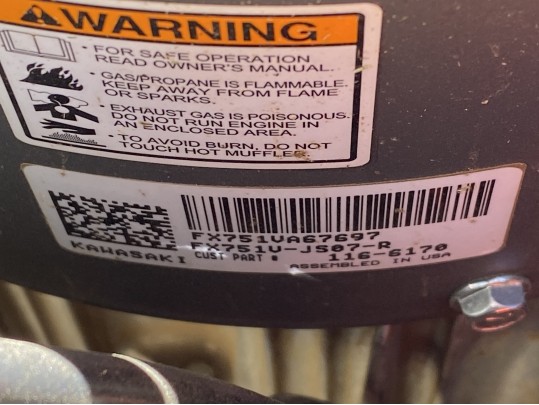 WARNING
• FOR SAFE OPERATION
READ OWNER'S MANUAL.
• GAS/PROPANE IS FLAMMABLE.
KEEP AWAY FROM FLAME
OR SPARKS.
• EXHAUST GAS IS POISONOUS.
DO NOT RUN ENGINE IN
AN ENCLOSED AREA.
• TO AVOID BURN, DO NOT
TOUCH HOT MUFFLER.
FX751VA67697
FX751V-J507-R
KAWASAKI CUST PART # 116-6170
ASSEMBLED IN USA